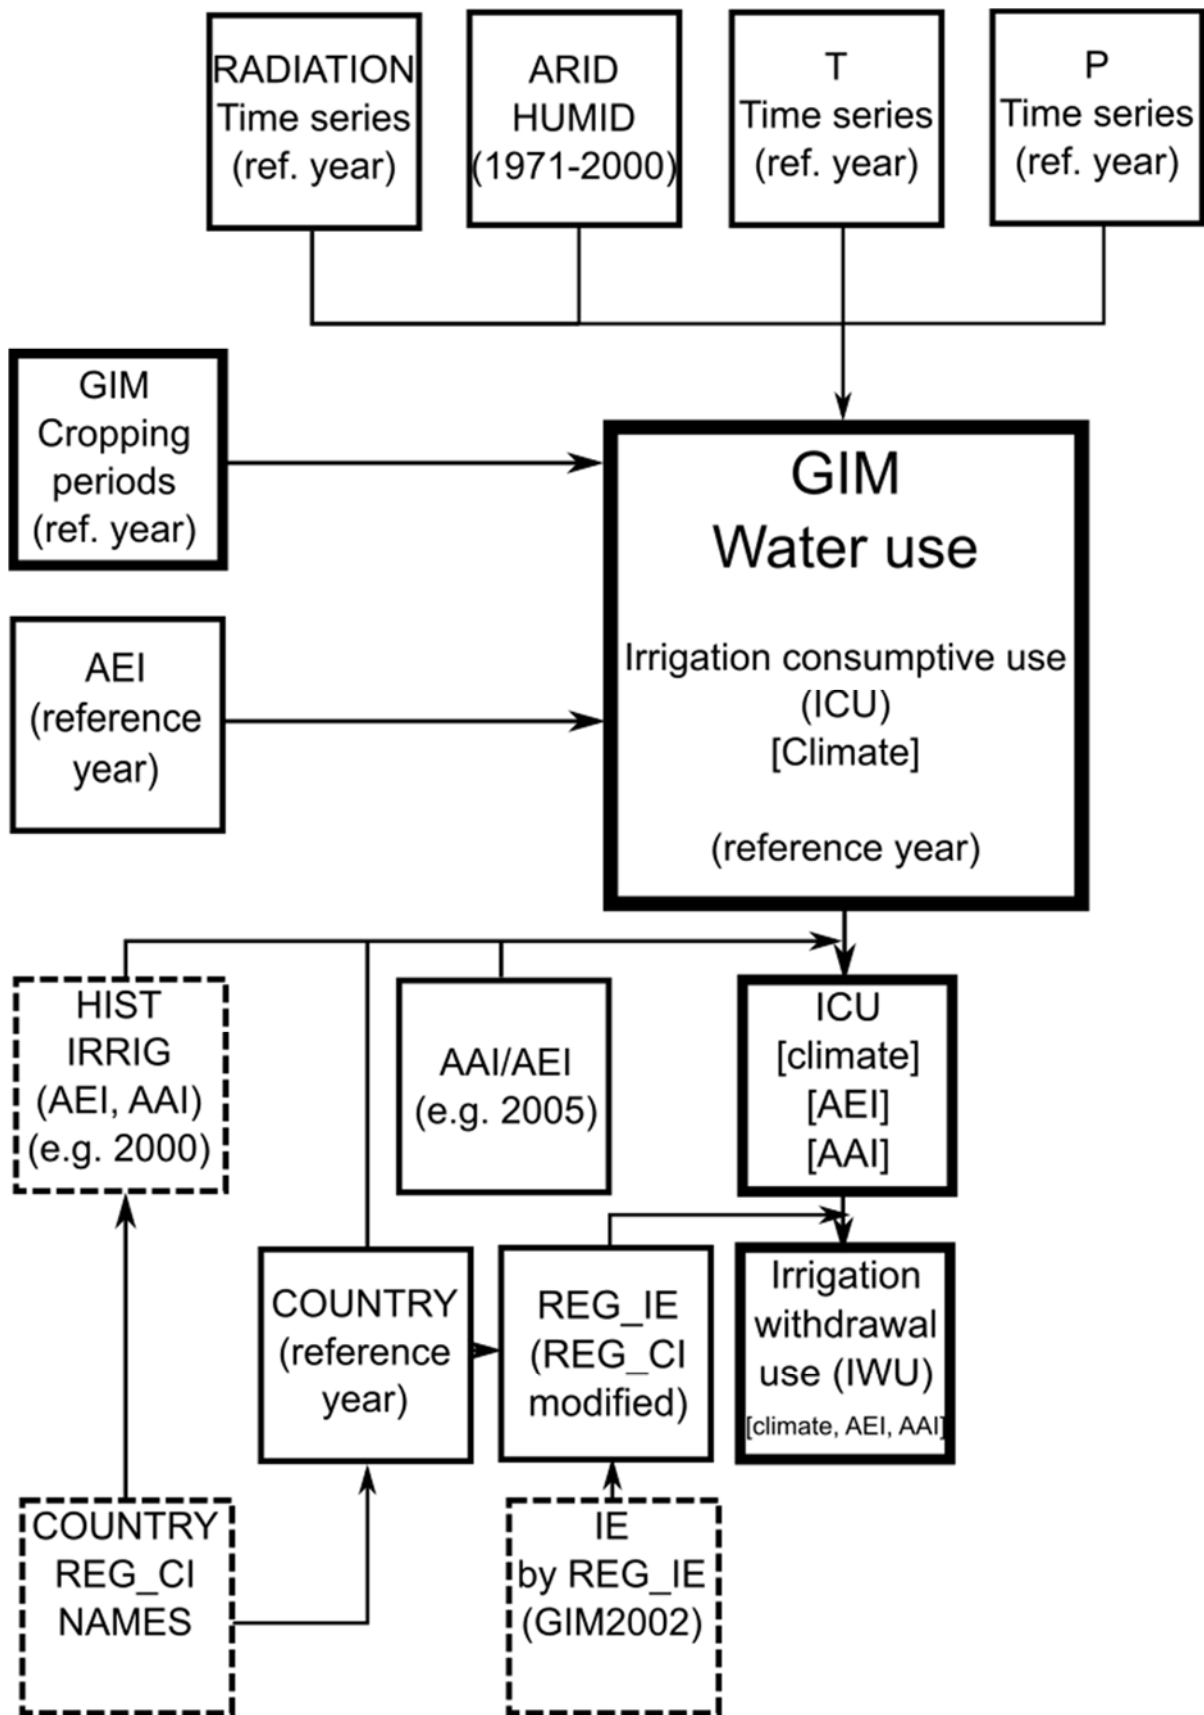 RADIATION
Time series
(ref. year)
ARID
HUMID
(1971-2000)
T
Time series
(ref. year)
P
Time series
(ref. year)
GIM
Cropping
periods
(ref. year)
GIM
Water use
Irrigation consumptive use
(ICU)
[Climate]
(reference year)
AEI
(reference
year)
HIST
IRRIG
(AEI, AAI)
(e.g. 2000)
AAI/AEI
(e.g. 2005)
ICU
[climate]
[AEI]
[AAI]
COUNTRY
(reference
year)
REG_IE
(REG_CI
modified)
Irrigation
withdrawal
use (IWU)
[climate, AEI, AAI]
COUNTRY
REG_CI
NAMES
IE
by REG_IE
(GIM2002)